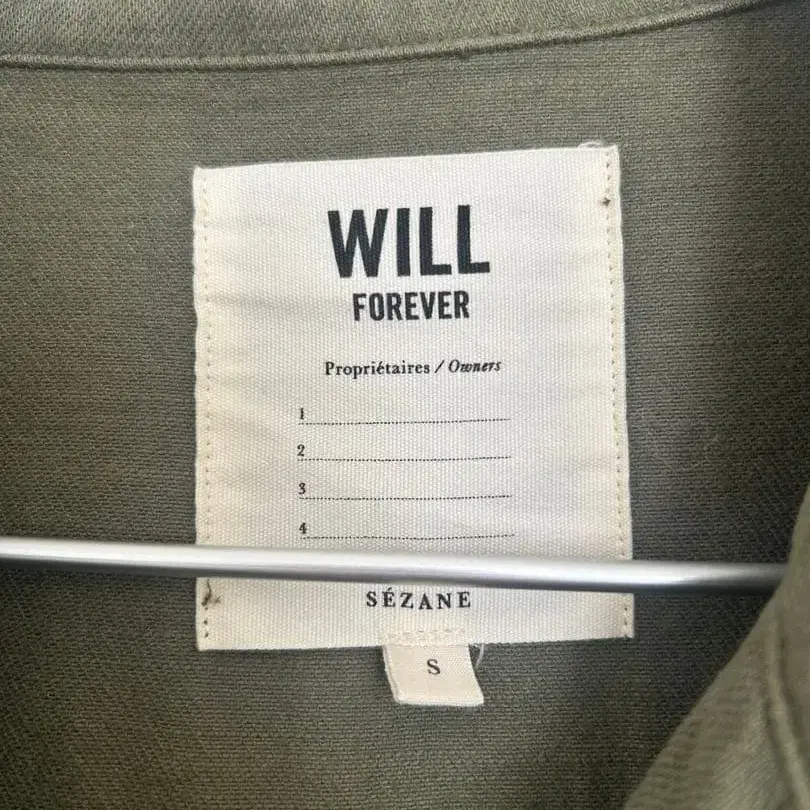 WILL
FOREVER
Propriétaires / Owners
1
2
3
4
SÉZANE
S